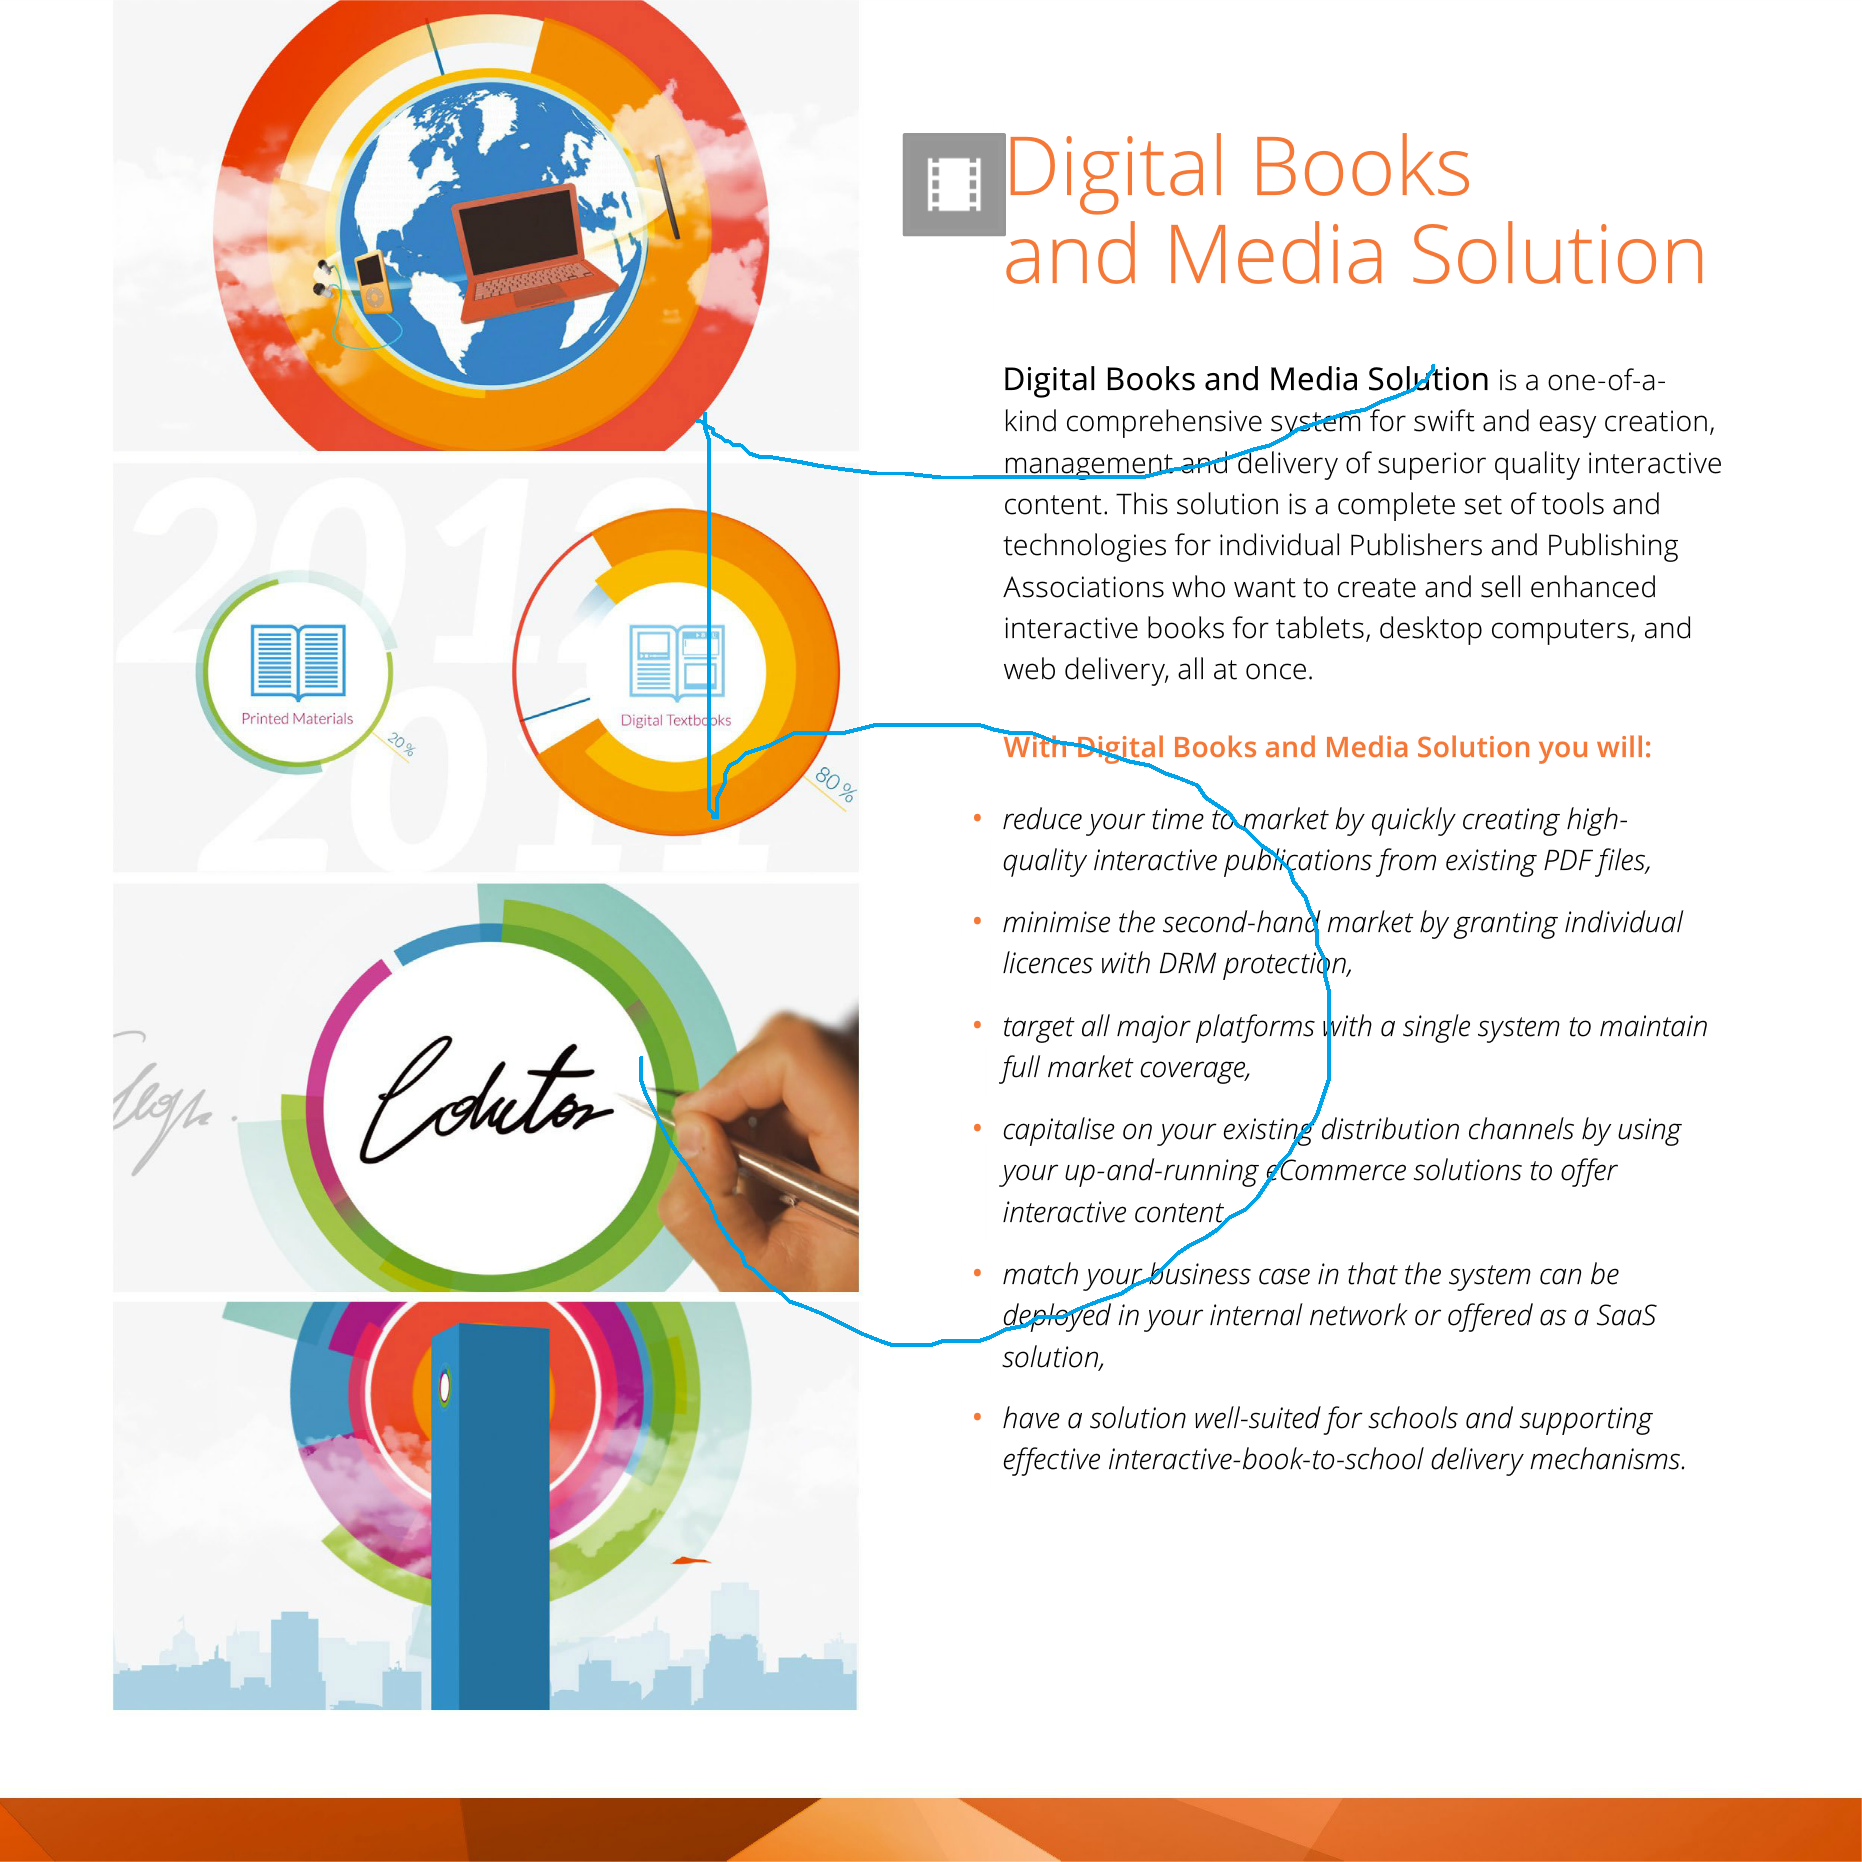 Digital Books
and Media Solution
Digital Books and Media Solution is a one-of-a-
kind comprehensive system for swift and easy creation,
management and delivery of superior quality interactive
content. This solution is a complete set of tools and
technologies for individual Publishers and Publishing
Associations who want to create and sell enhanced
interactive books for tablets, desktop computers, and
web delivery, all at once.
With Digital Books and Media Solution you will:
• reduce your time to market by quickly creating high-
quality interactive publications from existing PDF files,
• minimise the second-hand market by granting individual
licences with DRM protection,
• target all major platforms with a single system to maintain
full market coverage,
• capitalise on your existing distribution channels by using
your up-and-running eCommerce solutions to offer
interactive content
• match your business case in that the system can be
deployed in your internal network or offered as a SaaS
solution,
• have a solution well-suited for schools and supporting
effective interactive-book-to-school delivery mechanisms.
2012
Printed Materials
20%
Digital Textbooks
80%
2011